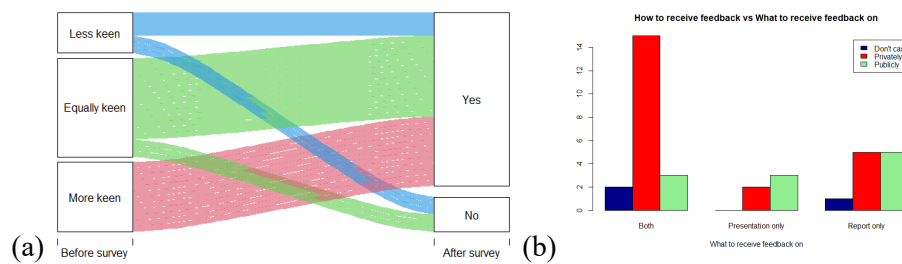 Less keen
Equally keen
More keen
Yes
No
(a)
Before survey
After survey
(b)
How to receive feedback vs What to receive feedback on
Don't car
Privately
Publicly
14
12
10
8
6
4
2
0
Both
Presentation only
Report only
What to receive feedback on